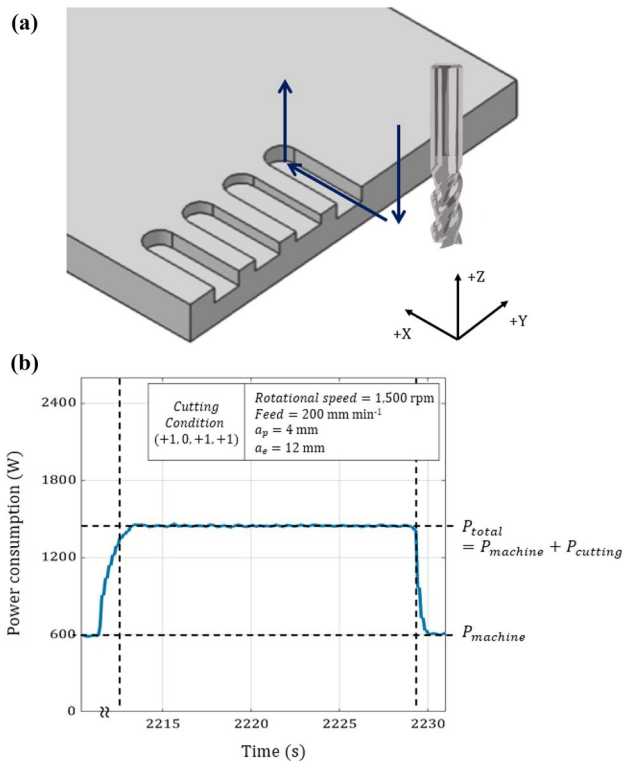 (a)
+Z
+X
+Y
(b)
Power consumption (W)
2400
1800
1200
600
0
Cutting
Condition
(+1, 0, +1, +1)
Rotational speed = 1,500 rpm
Feed = 200 mm min⁻¹
aₚ = 4 mm
aₑ = 12 mm
P_total
= P_machine + P_cutting
P_machine
2215
2220
2225
2230
Time (s)